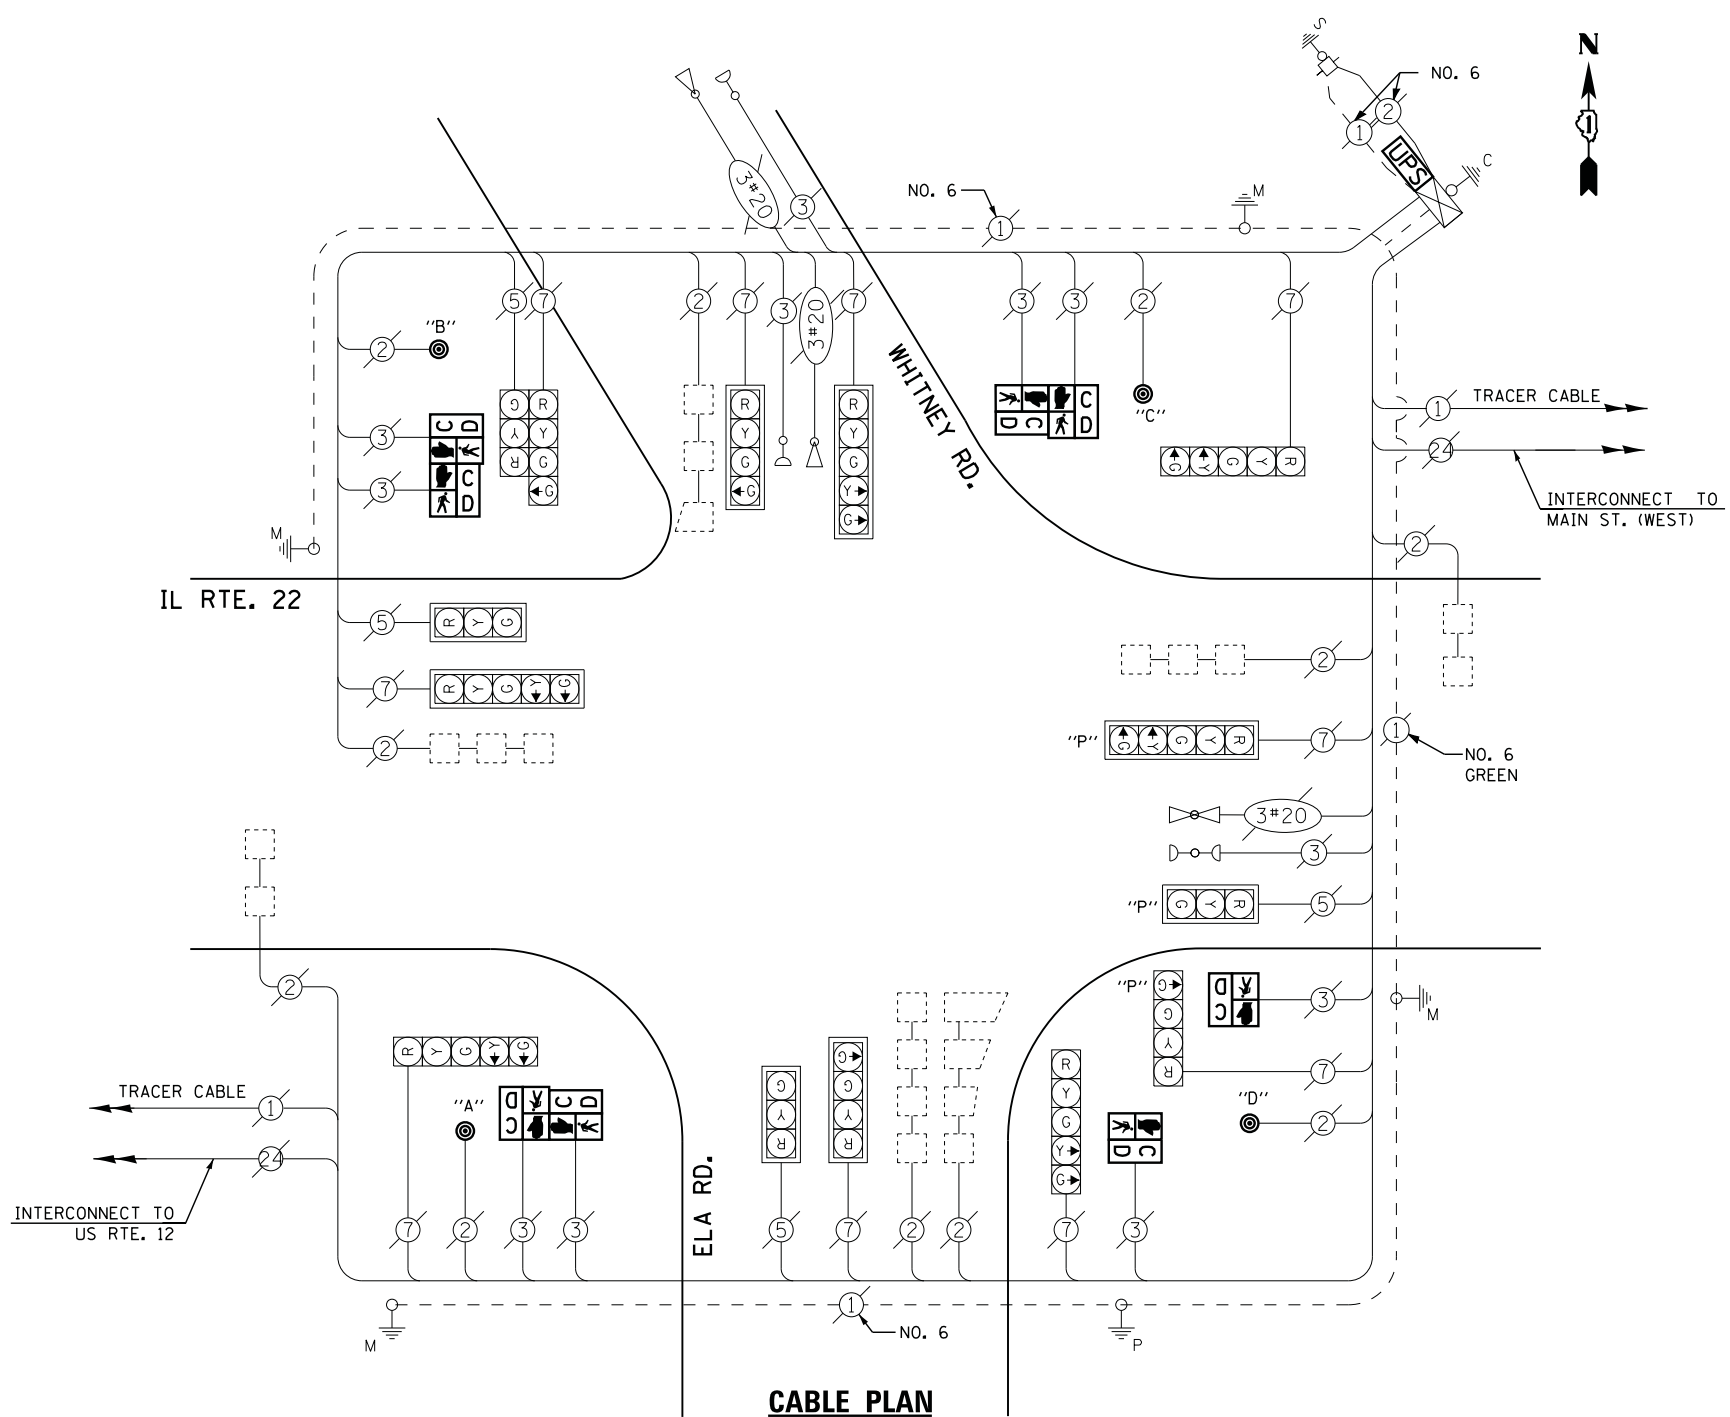 S
N
NO. 6
2
1
1
UPS
C
3#20
3
NO. 6
1
M
5
7
2
7
3
3#20
7
3
3
2
7
"B"
2
WHITNEY RD.
"C"
G
Y
R
R
Y
G
G
R
Y
G
G
R
Y
G
Y
G
C
D
D
C
G
Y
G
Y
R
1
TRACER CABLE
24
INTERCONNECT TO
MAIN ST. (WEST)
3
C D
3
C
D
M
2
IL RTE. 22
5
R Y G
7
R Y G Y G
2
2
"P"
G Y G Y R
7
1
NO. 6
GREEN
3#20
3
"P"
G Y R
5
2
"P"
G
G
Y
R
D
C
3
7
M
"D"
2
R Y G Y G
TRACER CABLE
1
24
INTERCONNECT TO
US RTE. 12
"A"
D
C
C D
G
Y
R
G
G
Y
R
R
Y
G
Y
G
D C
ELA RD.
7
2
3
3
5
7
2
2
7
3
M
1
NO. 6
P
CABLE PLAN